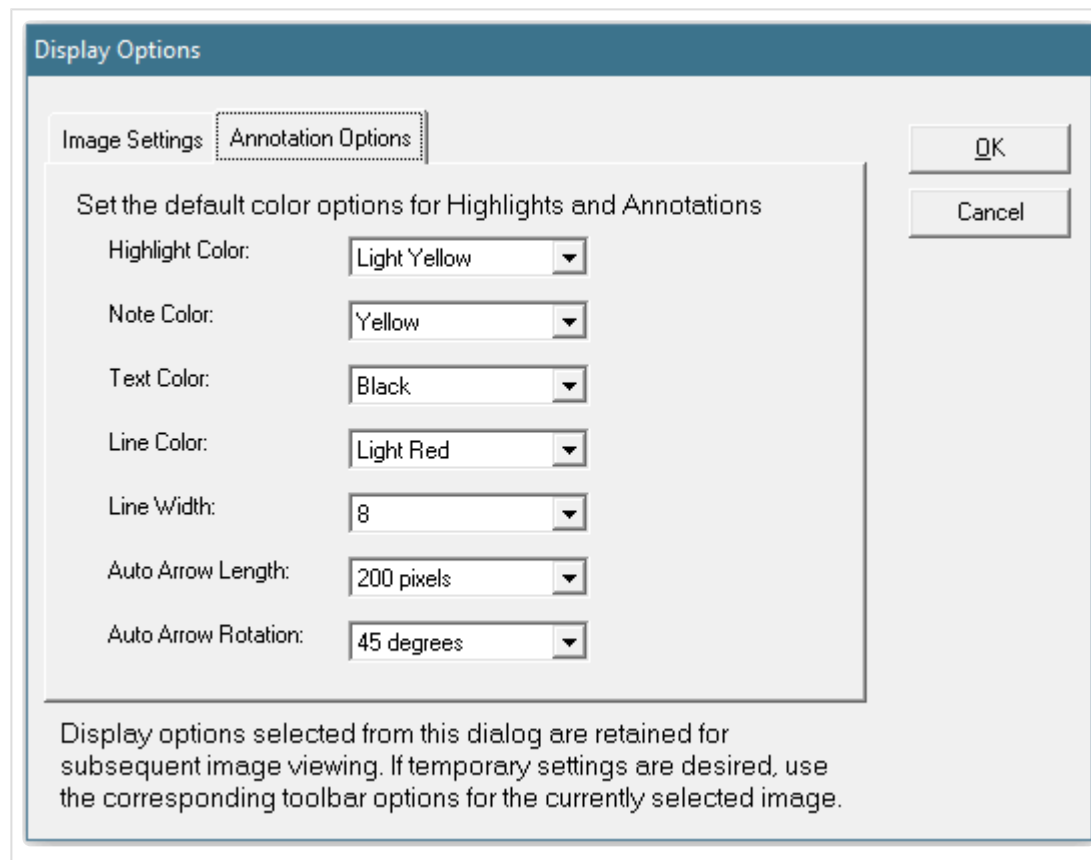 Display Options
Image Settings
Annotation Options
OK
Cancel
Set the default color options for Highlights and Annotations
Highlight Color: Light Yellow
Note Color: Yellow
Text Color: Black
Line Color: Light Red
Line Width: 8
Auto Arrow Length: 200 pixels
Auto Arrow Rotation: 45 degrees
Display options selected from this dialog are retained for
subsequent image viewing. If temporary settings are desired, use
the corresponding toolbar options for the currently selected image.